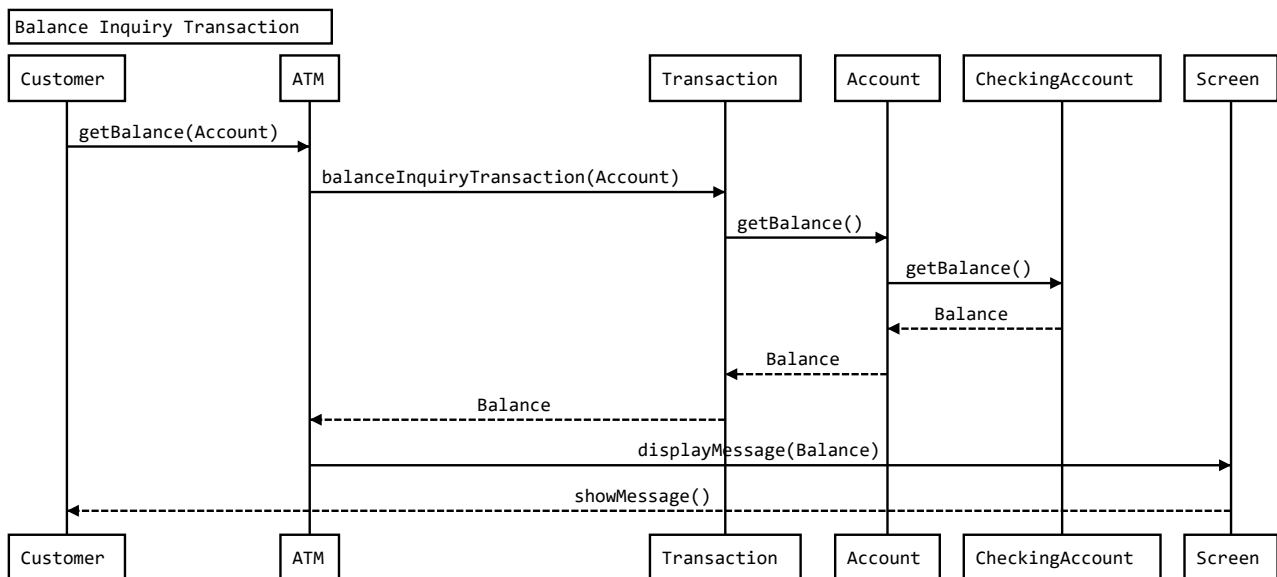 Balance Inquiry Transaction
Customer ATM Transaction Account CheckingAccount Screen
getBalance(Account)
balanceInquiryTransaction(Account)
getBalance()
getBalance()
Balance
Balance
Balance
displayMessage(Balance)
showMessage()
Customer ATM Transaction Account CheckingAccount Screen